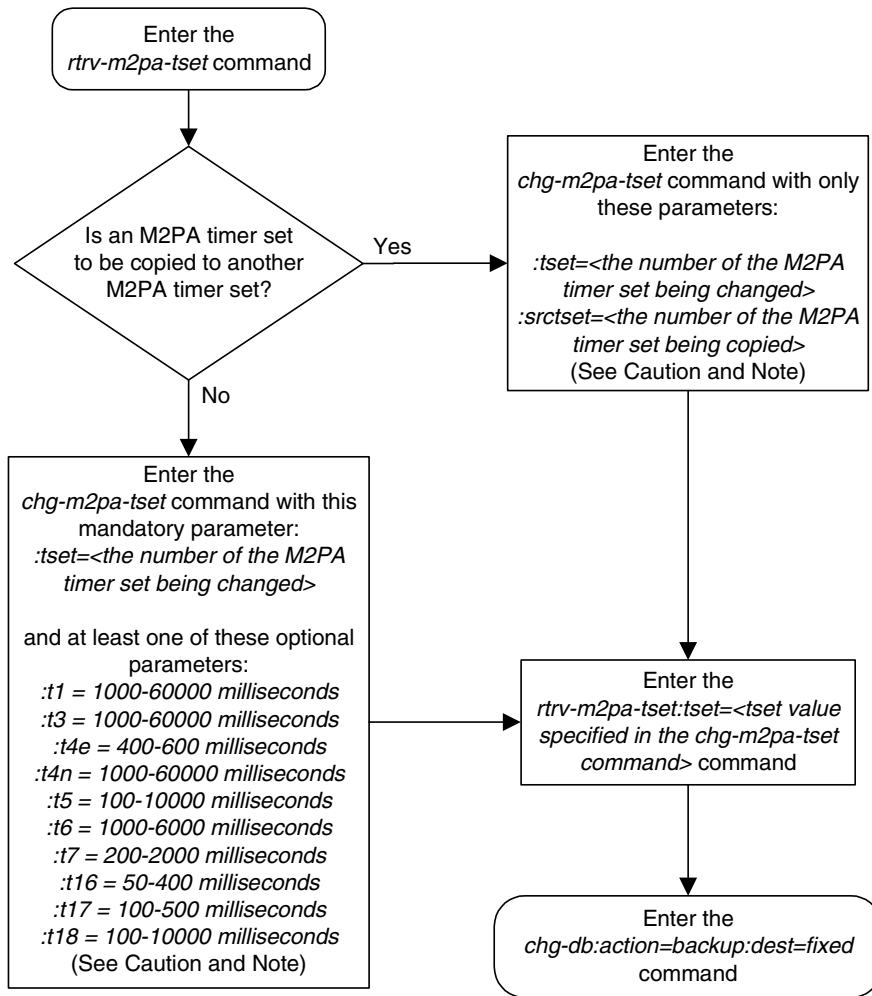 Enter the
rtrv-m2pa-tset command
Is an M2PA timer set
to be copied to another
M2PA timer set?
Yes
No
Enter the
chg-m2pa-tset command with only
these parameters:
:tset=<the number of the M2PA
timer set being changed>
:srctset=<the number of the M2PA
timer set being copied>
(See Caution and Note)
Enter the
chg-m2pa-tset command with this
mandatory parameter:
:tset=<the number of the M2PA
timer set being changed>
and at least one of these optional
parameters:
:t1 = 1000-60000 milliseconds
:t3 = 1000-60000 milliseconds
:t4e = 400-600 milliseconds
:t4n = 1000-60000 milliseconds
:t5 = 100-10000 milliseconds
:t6 = 1000-6000 milliseconds
:t7 = 200-2000 milliseconds
:t16 = 50-400 milliseconds
:t17 = 100-500 milliseconds
:t18 = 100-10000 milliseconds
(See Caution and Note)
Enter the
rtrv-m2pa-tset:tset=<tset value
specified in the chg-m2pa-tset
command> command
Enter the
chg-db:action=backup:dest=fixed
command